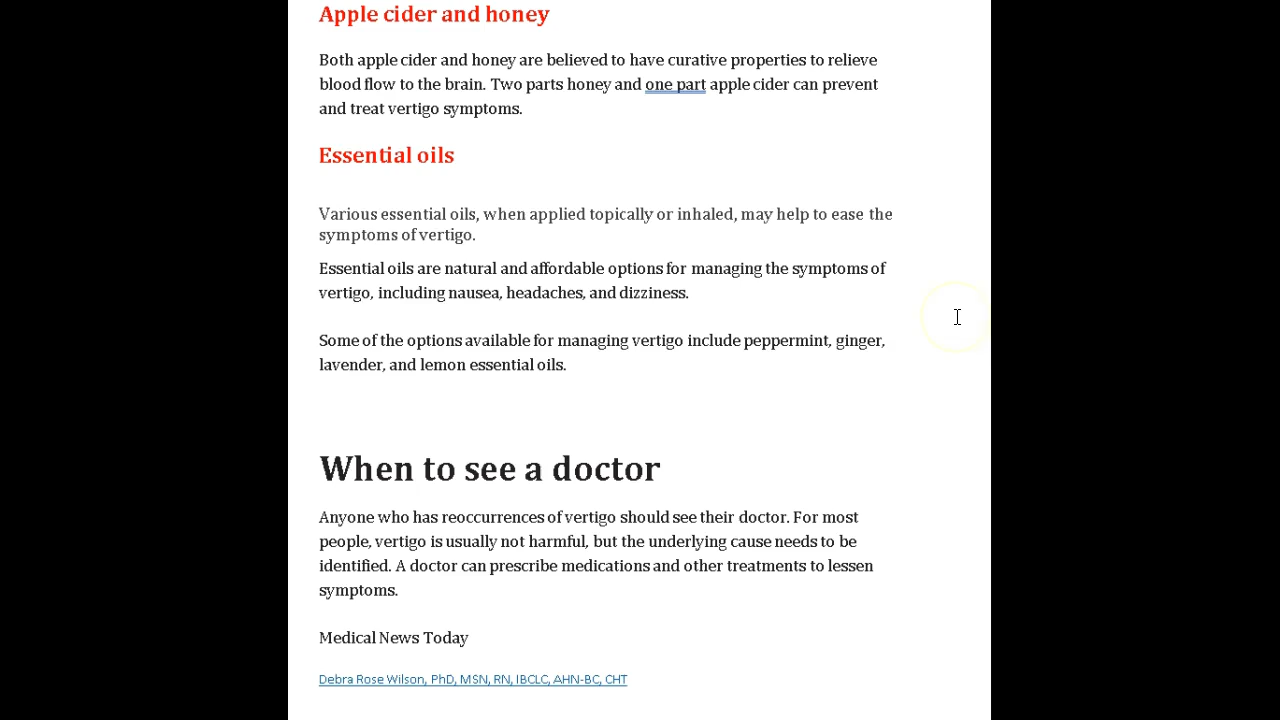 Apple cider and honey
Both apple cider and honey are believed to have curative properties to relieve
blood flow to the brain. Two parts honey and one part apple cider can prevent
and treat vertigo symptoms.
Essential oils
Various essential oils, when applied topically or inhaled, may help to ease the
symptoms of vertigo.
Essential oils are natural and affordable options for managing the symptoms of
vertigo, including nausea, headaches, and dizziness.
Some of the options available for managing vertigo include peppermint, ginger,
lavender, and lemon essential oils.
When to see a doctor
Anyone who has reoccurrences of vertigo should see their doctor. For most
people, vertigo is usually not harmful, but the underlying cause needs to be
identified. A doctor can prescribe medications and other treatments to lessen
symptoms.
Medical News Today
Debra Rose Wilson, PhD, MSN, RN, IBCLC, AHN-BC, CHT